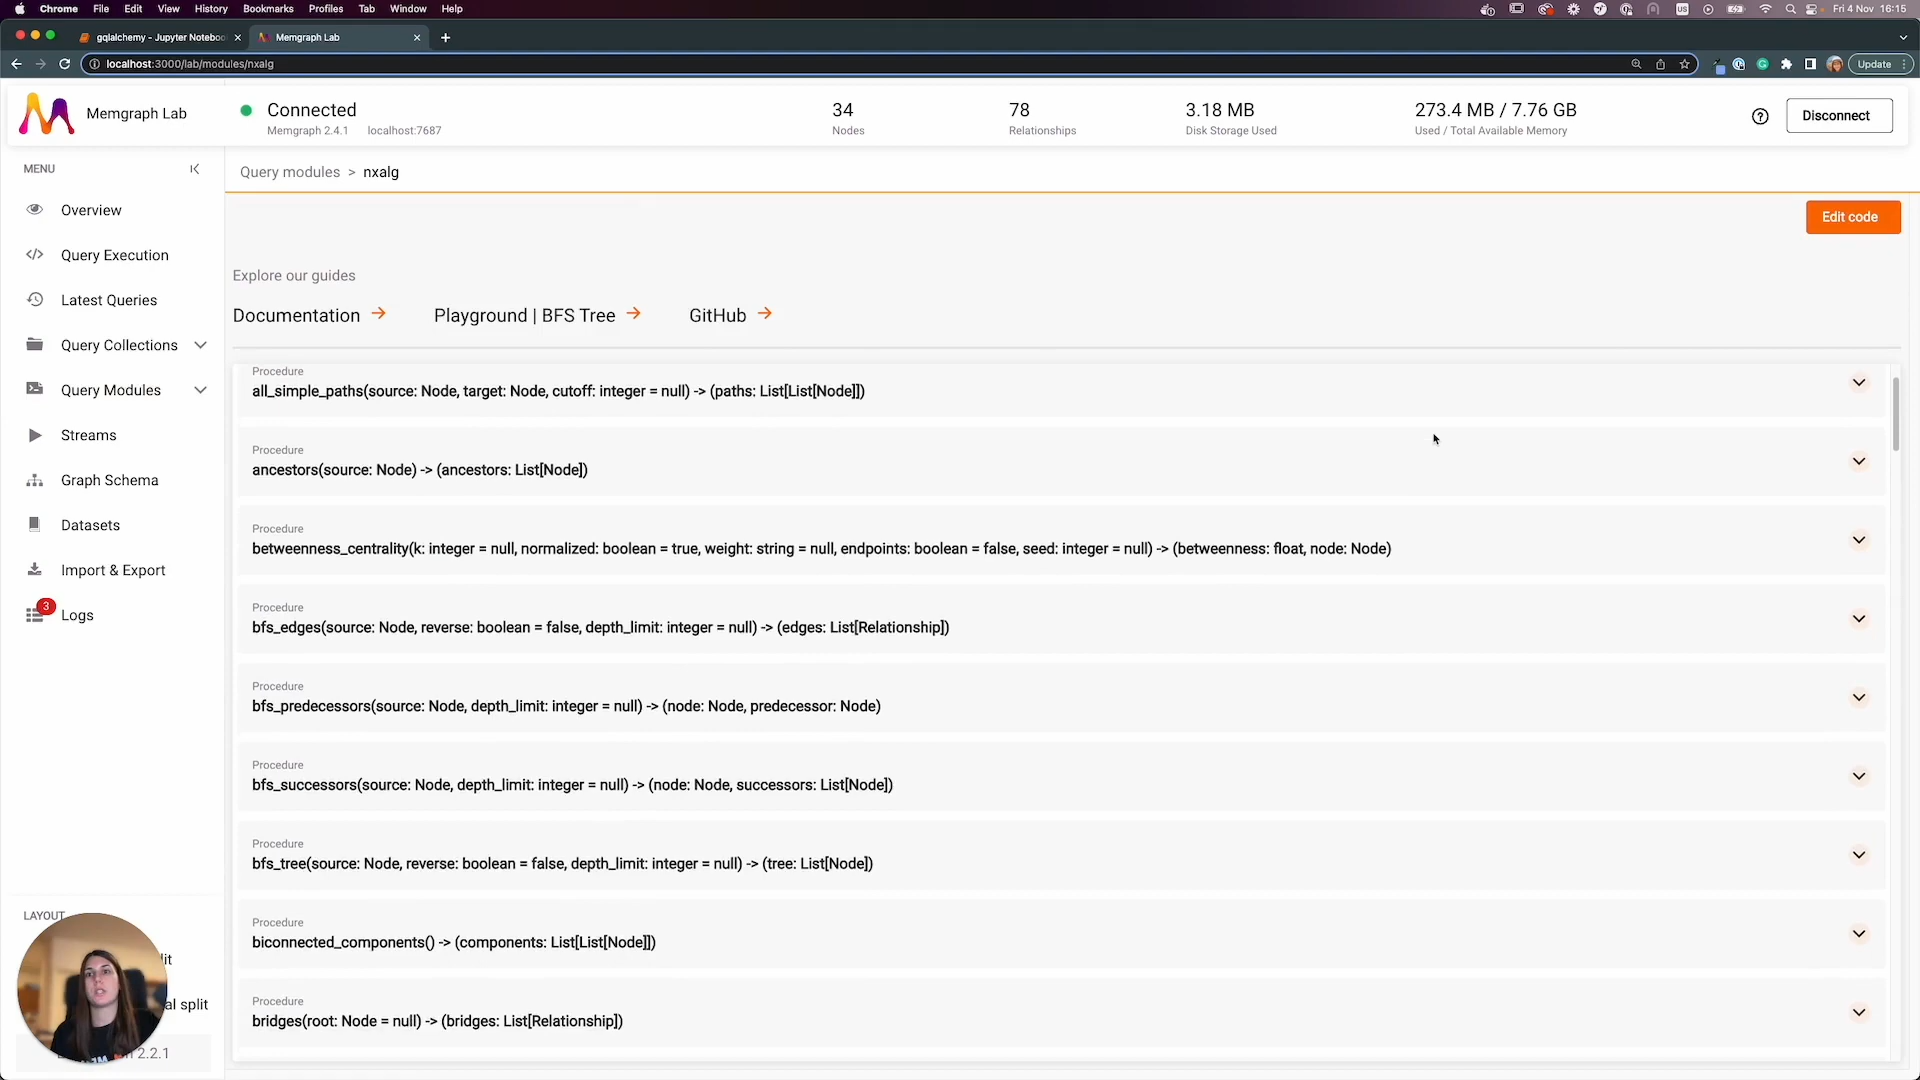 Chrome File Edit View History Bookmarks Profiles Tab Window Help
US
Fri 4 Nov 16:15
gqlalchemy - Jupyter Notebook
Memgraph Lab
localhost:3000/lab/modules/nxalg
Update
Memgraph Lab
Connected
Memgraph 2.4.1 localhost:7687
34
Nodes
78
Relationships
3.18 MB
Disk Storage Used
273.4 MB / 7.76 GB
Used / Total Available Memory
Disconnect
MENU
Overview
Query Execution
Latest Queries
Query Collections
Query Modules
Streams
Graph Schema
Datasets
Import & Export
3
Logs
LAYOUT
it
al split
2.2.1
Query modules > nxalg
Edit code
Explore our guides
Documentation
Playground | BFS Tree
GitHub
Procedure
all_simple_paths(source: Node, target: Node, cutoff: integer = null) -> (paths: List[List[Node]])
Procedure
ancestors(source: Node) -> (ancestors: List[Node])
Procedure
betweenness_centrality(k: integer = null, normalized: boolean = true, weight: string = null, endpoints: boolean = false, seed: integer = null) -> (betweenness: float, node: Node)
Procedure
bfs_edges(source: Node, reverse: boolean = false, depth_limit: integer = null) -> (edges: List[Relationship])
Procedure
bfs_predecessors(source: Node, depth_limit: integer = null) -> (node: Node, predecessor: Node)
Procedure
bfs_successors(source: Node, depth_limit: integer = null) -> (node: Node, successors: List[Node])
Procedure
bfs_tree(source: Node, reverse: boolean = false, depth_limit: integer = null) -> (tree: List[Node])
Procedure
biconnected_components() -> (components: List[List[Node]])
Procedure
bridges(root: Node = null) -> (bridges: List[Relationship])